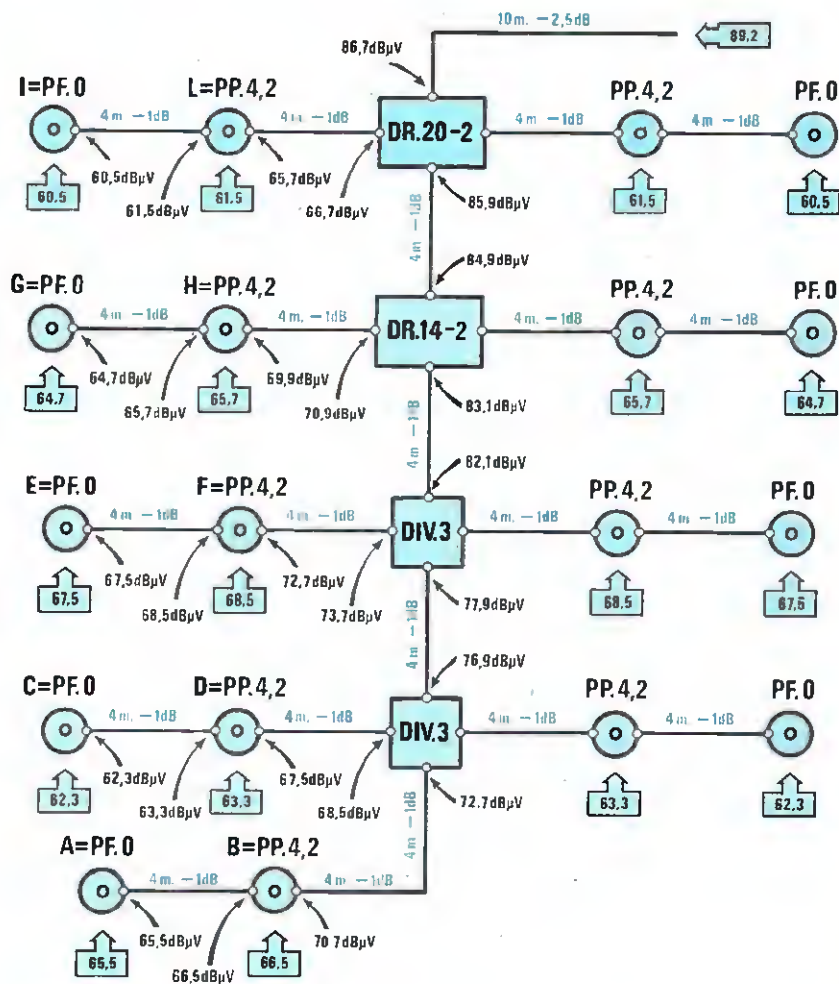 10m. -2,5dB
89,2
86,7dBµV
I=PF.0 L=PP.4,2 PP.4,2 PF.0
4m -1dB 4m. -1dB DR.20-2 4m. -1dB 4m -1dB
60,5dBµV 65,7dBµV
60,5 61,5dBµV 61,5 66,7dBµV 85,9dBµV 61,5 60,5
4m -1dB
84,9dBµV
G=PF.0 H=PP.4,2 PP.4,2 PF.0
4m. -1dB 4m. -1dB DR.14-2 4m. -1dB 4m. -1dB
64,7dBµV 69,9dBµV
64,7 65,7dBµV 65,7 70,9dBµV 83,1dBµV 65,7 64,7
4m -1dB
82,1dBµV
E=PF.0 F=PP.4,2 PP.4,2 PF.0
4m -1dB 4m -1dB DIV.3 4m. -1dB 4m. -1dB
67,5dBµV 72,7dBµV
67,5 68,5dBµV 68,5 73,7dBµV 77,9dBµV 68,5 67,5
4m -1dB
76,9dBµV
C=PF.0 D=PP.4,2 PP.4,2 PF.0
4m. -1dB 4m. -1dB DIV.3 4m. -1dB 4m. -1dB
62,3dBµV 67,5dBµV
62,3 63,3dBµV 63,3 68,5dBµV 72.7dBµV 63,3 62,3
4m. -1dB
A=PF.0 B=PP.4,2
4m. -1dB 4m -1dB
65,5dBµV 70 7dBµV
65,5 66,5dBµV 66,5